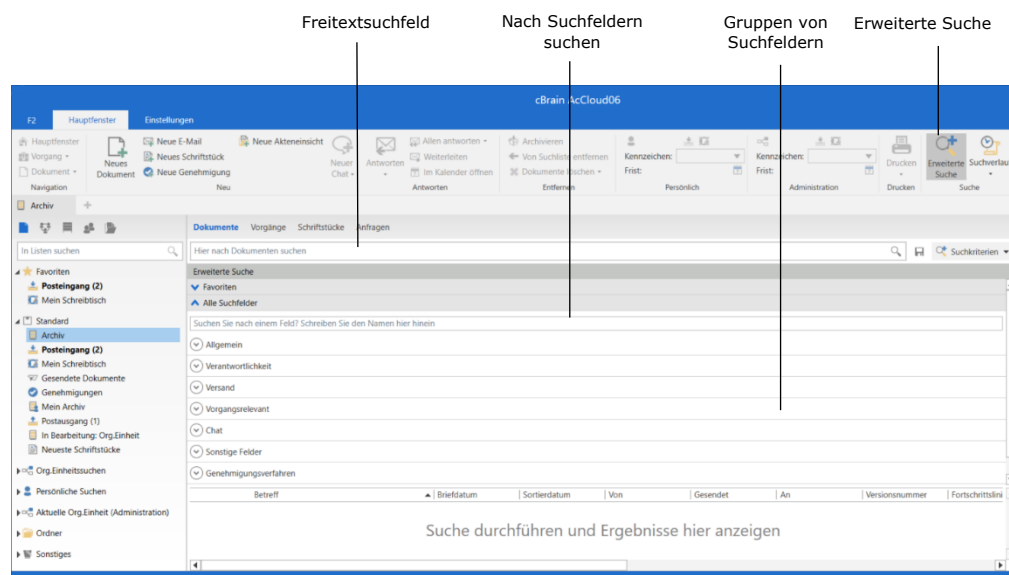 Freitextsuchfeld
Nach Suchfeldern
suchen
Gruppen von
Suchfeldern
Erweiterte Suche
cBrain AcCloud06
F2 Hauptfenster Einstellungen
Hauptfenster
Vorgang
Dokument
Navigation
Neues
Dokument
Neue E-Mail
Neues Schriftstück
Neue Genehmigung
Neue Akteneinsicht
Neuer
Chat
Neu
Antworten
Allen antworten
Weiterleiten
Im Kalender öffnen
Antworten
Archivieren
Von Suchliste entfernen
Dokumente löschen
Entfernen
Kennzeichen:
Frist:
Persönlich
Kennzeichen:
Frist:
Administration
Drucken
Drucken
Erweiterte
Suche
Suchverlau
Suche
Archiv +
In Listen suchen
Favoriten
Posteingang (2)
Mein Schreibtisch
Standard
Archiv
Posteingang (2)
Mein Schreibtisch
Gesendete Dokumente
Genehmigungen
Mein Archiv
Postausgang (1)
In Bearbeitung: Org.Einheit
Neueste Schriftstücke
Org.Einheitssuchen
Persönliche Suchen
Aktuelle Org.Einheit (Administration)
Ordner
Sonstiges
Dokumente Vorgänge Schriftstücke Anfragen
Hier nach Dokumenten suchen
Suchkriterien
Erweiterte Suche
Favoriten
Alle Suchfelder
Suchen Sie nach einem Feld? Schreiben Sie den Namen hier hinein
Allgemein
Verantwortlichkeit
Versand
Vorgangsrelevant
Chat
Sonstige Felder
Genehmigungsverfahren
Betreff Briefdatum Sortierdatum Von Gesendet An Versionsnummer Fortschrittslini
Suche durchführen und Ergebnisse hier anzeigen